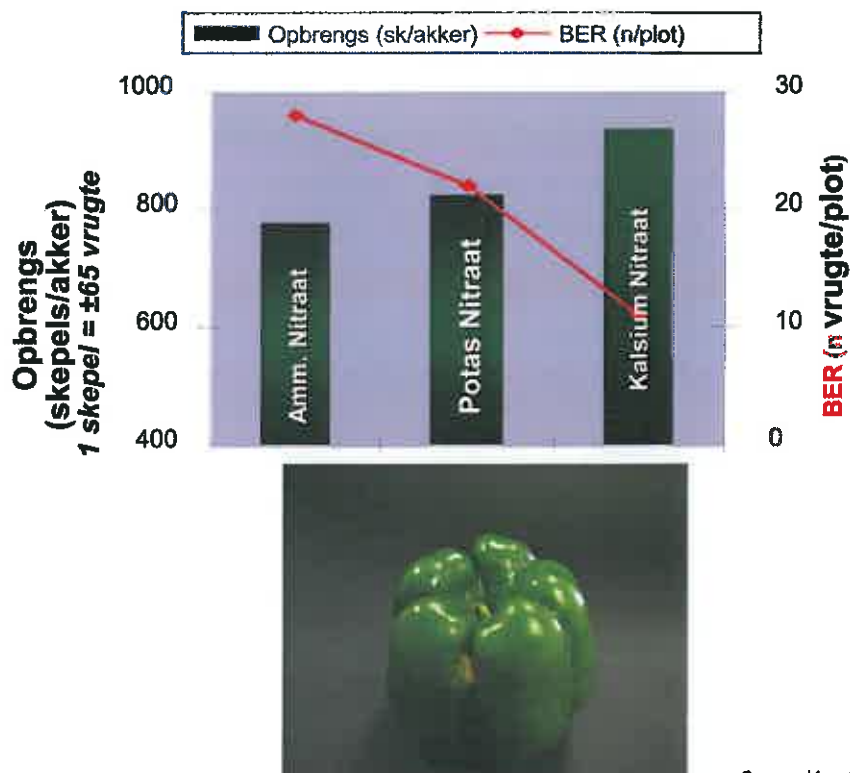 Opbrengs (sk/akker) BER (n/plot)
1000
800
600
400
Opbrengs
(skepels/akker)
1 skepel = ±65 vrugte
Amm. Nitraat
Potas Nitraat
Kalsium Nitraat
30
20
10
0
BER (n vrugte/plot)